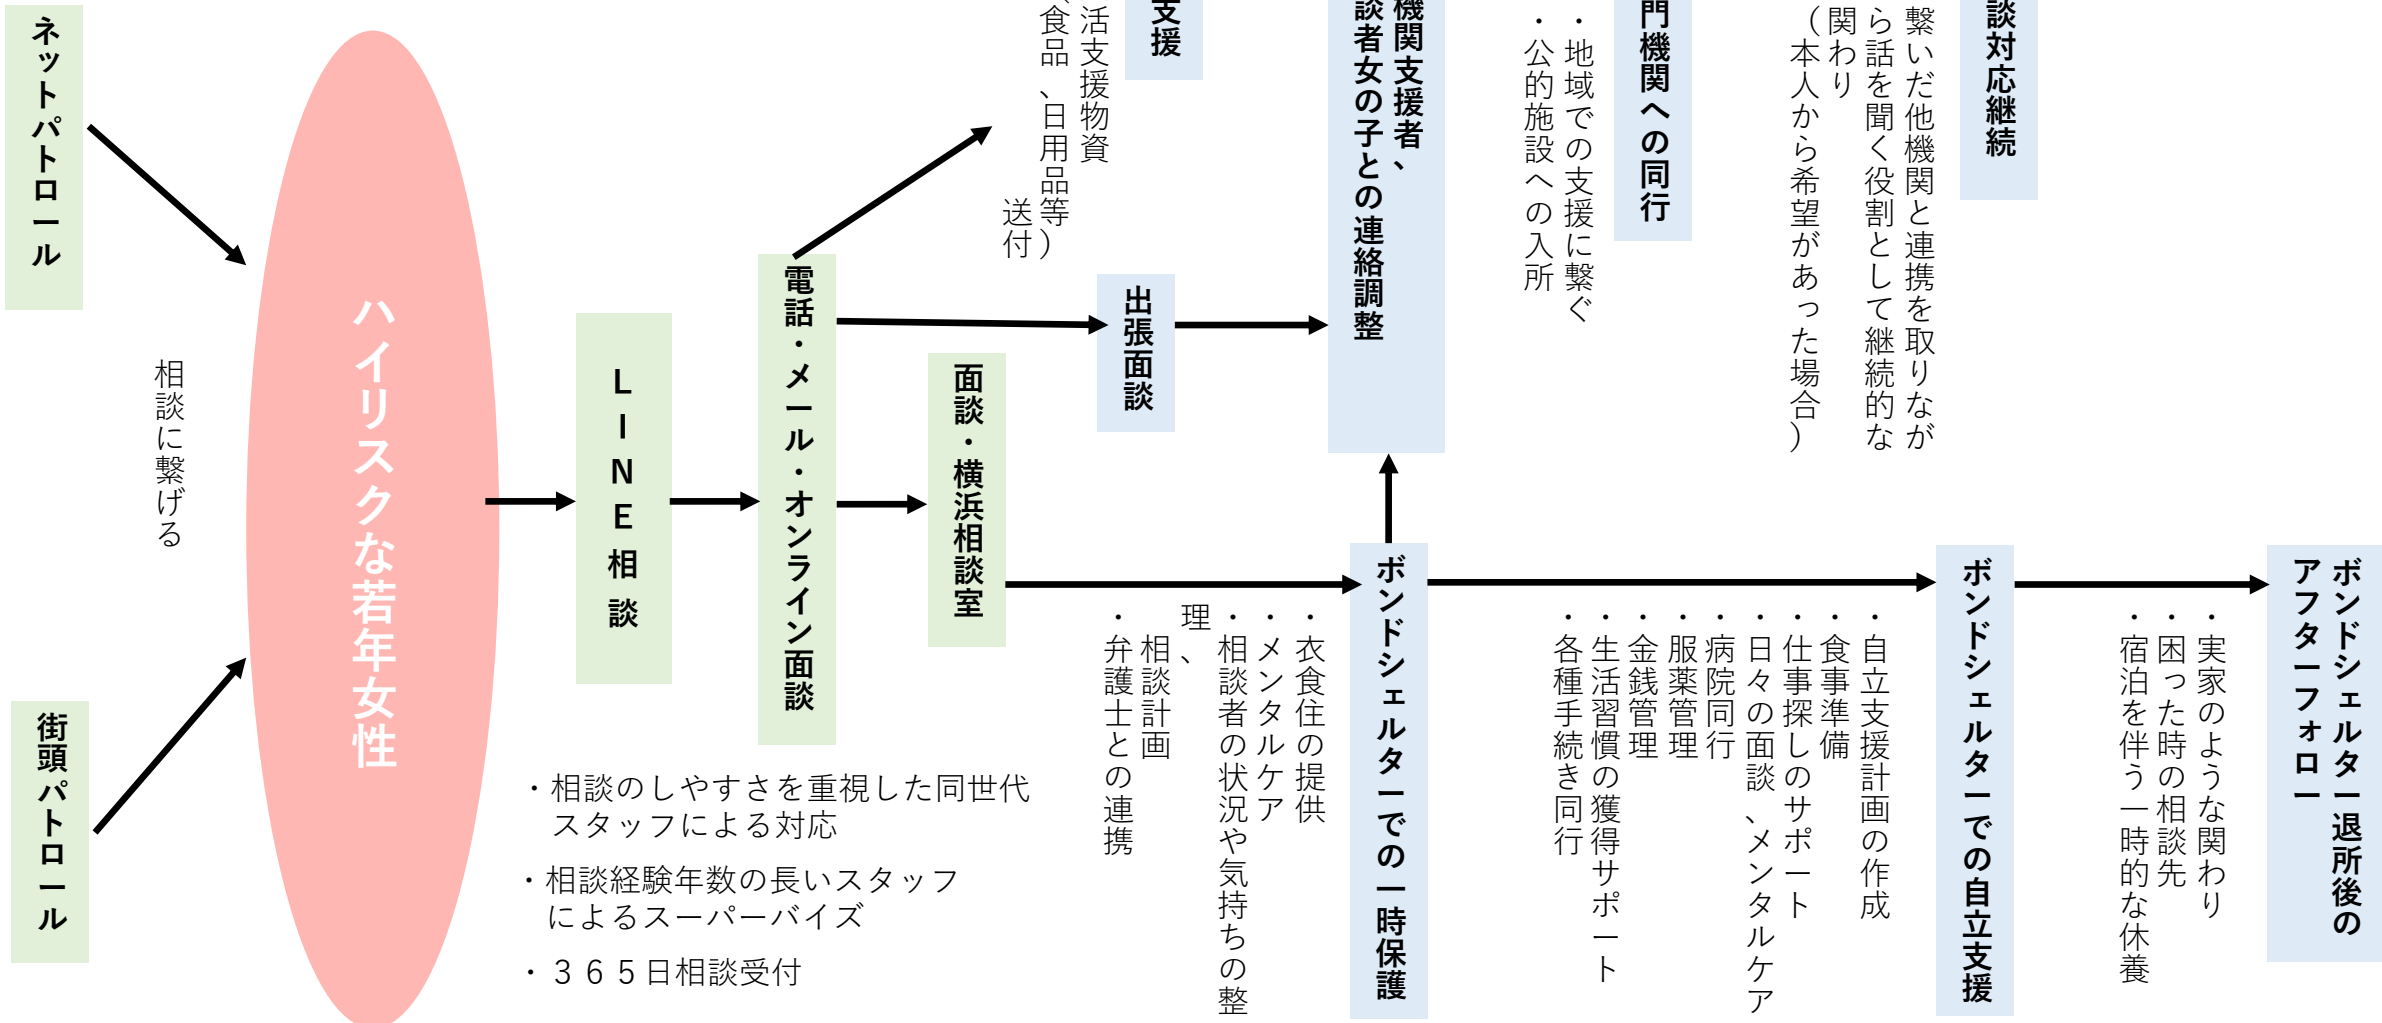 ネットパトロール
相談に繋げる
街頭パトロール
ハイリスクな若年女性
LINE相談
電話・メール・オンライン面談
・相談のしやすさを重視した同世代
スタッフによる対応
・相談経験年数の長いスタッフ
によるスーパーバイズ
・365日相談受付
面談・横浜相談室
支援
活支援物資
食品、日用品等）
送付
出張面談
機関支援者、
談者女の子との連絡調整
門機関への同行
・地域での支援に繋ぐ
・公的施設への入所
談対応継続
繋いだ他機関と連携を取りなが
ら話を聞く役割として継続的な
関わり
（本人から希望があった場合）
ボンドシェルターでの一時保護
・衣食住の提供
・メンタルケア
・相談者の状況や気持ちの整
理、
相談計画
・弁護士との連携
ボンドシェルターでの自立支援
・自立支援計画の作成
・食事準備
・仕事探しのサポート
・日々の面談、メンタルケア
・病院同行
・服薬管理
・金銭管理
・生活習慣の獲得サポート
・各種手続き同行
ボンドシェルター退所後の
アフターフォロー
・実家のような関わり
・困った時の相談先
・宿泊を伴う一時的な休養